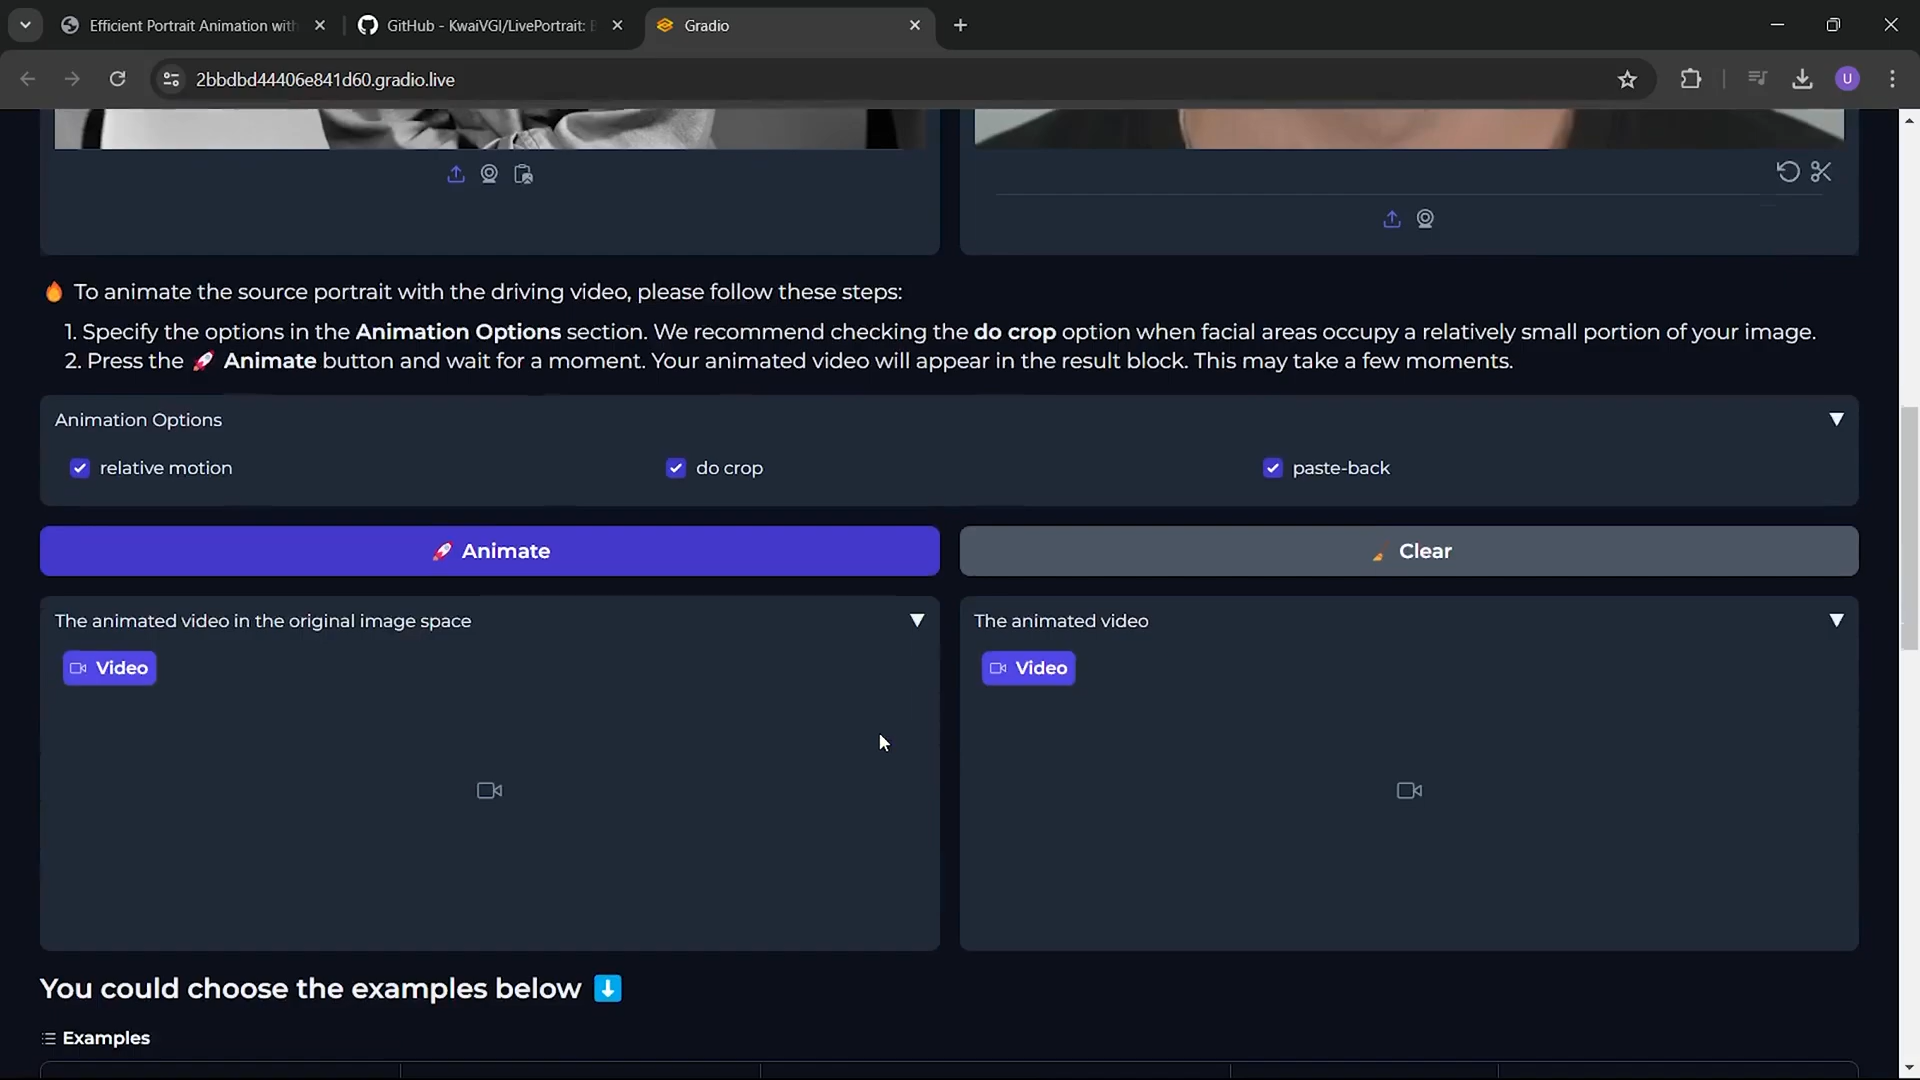 Efficient Portrait Animation with
GitHub - KwaiVGI/LivePortrait:
Gradio
2bbdbd44406e841d60.gradio.live
U
🔥 To animate the source portrait with the driving video, please follow these steps:
1. Specify the options in the Animation Options section. We recommend checking the do crop option when facial areas occupy a relatively small portion of your image.
2. Press the 🚀 Animate button and wait for a moment. Your animated video will appear in the result block. This may take a few moments.
Animation Options
relative motion
do crop
paste-back
🚀 Animate
🧹 Clear
The animated video in the original image space
The animated video
Video
Video
You could choose the examples below ⬇️
Examples